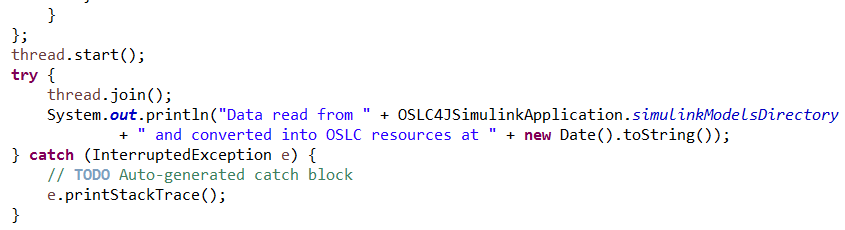 }
};
thread.start();
try {
thread.join();
System.out.println("Data read from " + OSLC4JSimulinkApplication.simulinkModelsDirectory
+ " and converted into OSLC resources at " + new Date().toString());
} catch (InterruptedException e) {
// TODO Auto-generated catch block
e.printStackTrace();
}